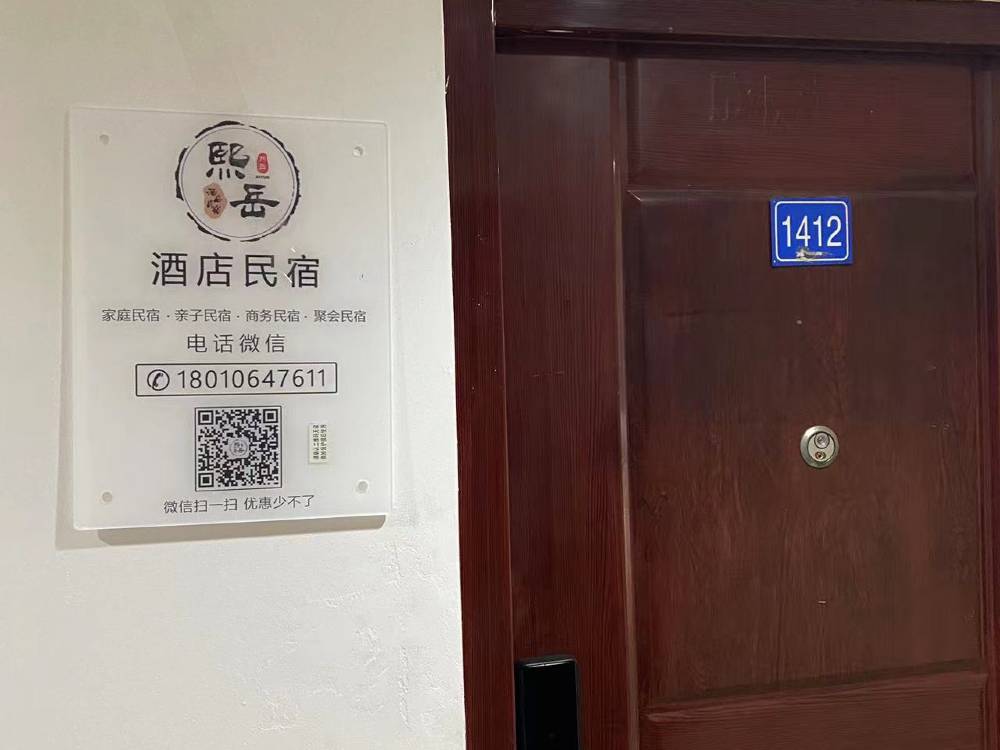 熙岳
酒店民宿
家庭民宿·亲子民宿·商务民宿·聚会民宿
电话微信
18010647611
微信扫一扫 优惠少不了
1412